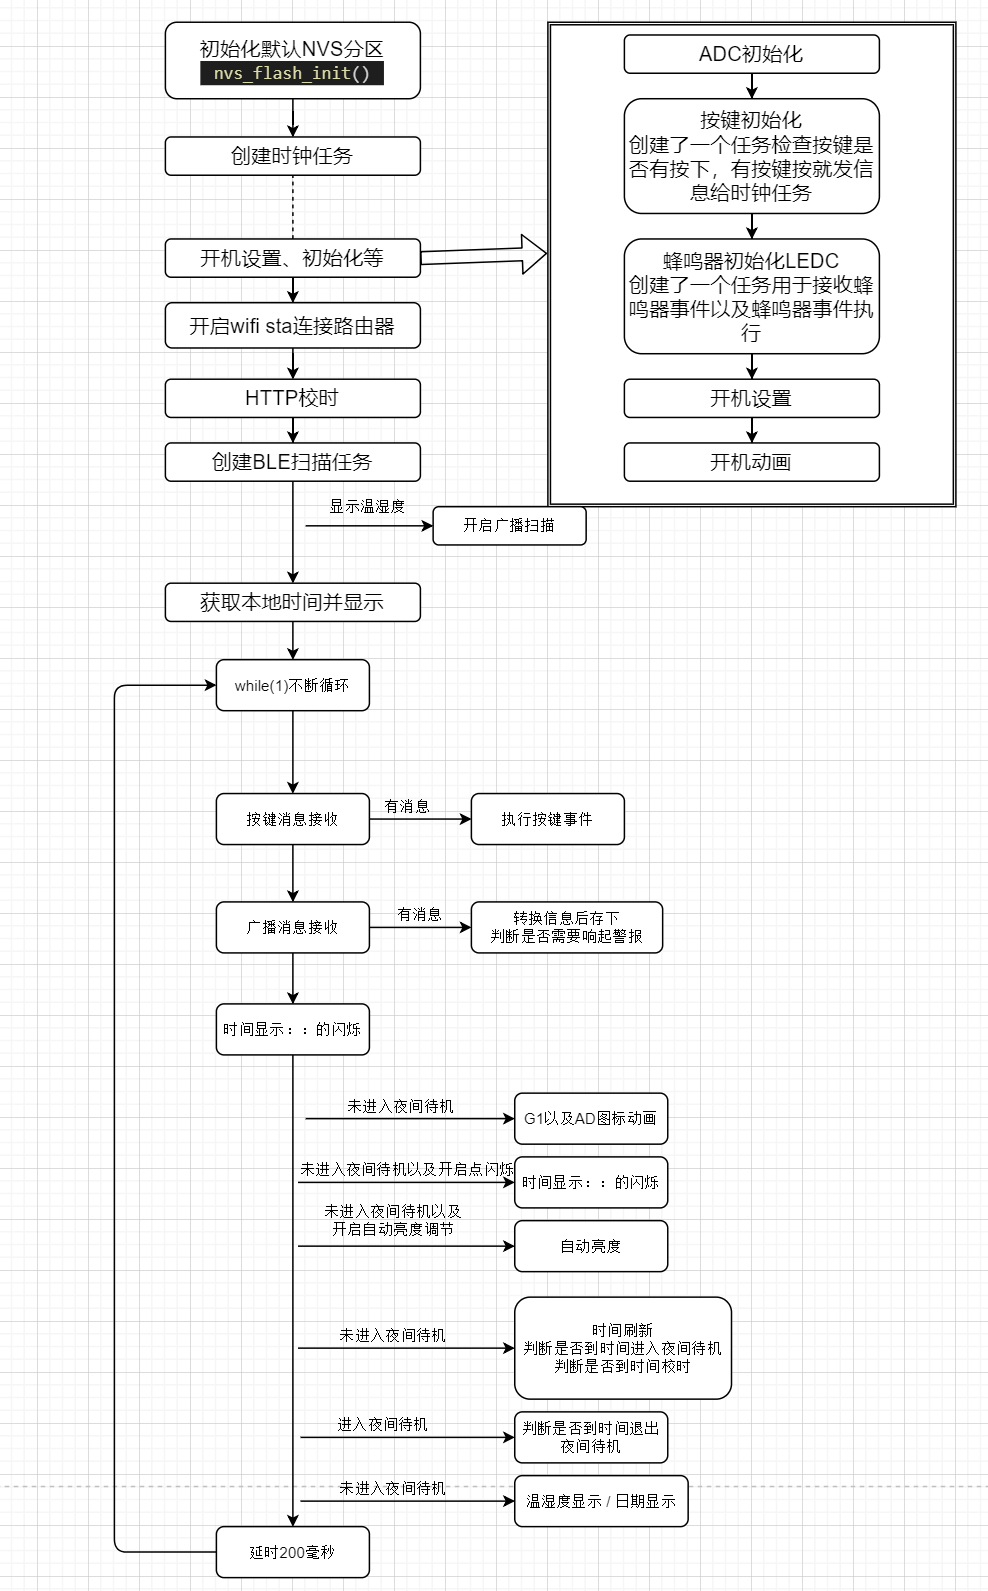 初始化默认NVS分区
nvs_flash_init()
创建时钟任务
开机设置、初始化等
开启wifi sta连接路由器
HTTP校时
创建BLE扫描任务
ADC初始化
按键初始化
创建了一个任务检查按键是
否有按下，有按键按就发信
息给时钟任务
蜂鸣器初始化LEDC
创建了一个任务用于接收蜂
鸣器事件以及蜂鸣器事件执
行
开机设置
开机动画
显示温湿度
开启广播扫描
获取本地时间并显示
while(1)不断循环
按键消息接收
有消息
执行按键事件
广播消息接收
有消息
转换信息后存下
判断是否需要响起警报
时间显示：：的闪烁
未进入夜间待机
G1以及AD图标动画
未进入夜间待机以及开启点闪烁
时间显示：：的闪烁
未进入夜间待机以及
开启自动亮度调节
自动亮度
未进入夜间待机
时间刷新
判断是否到时间进入夜间待机
判断是否到时间校时
进入夜间待机
判断是否到时间退出
夜间待机
未进入夜间待机
温湿度显示 / 日期显示
延时200毫秒